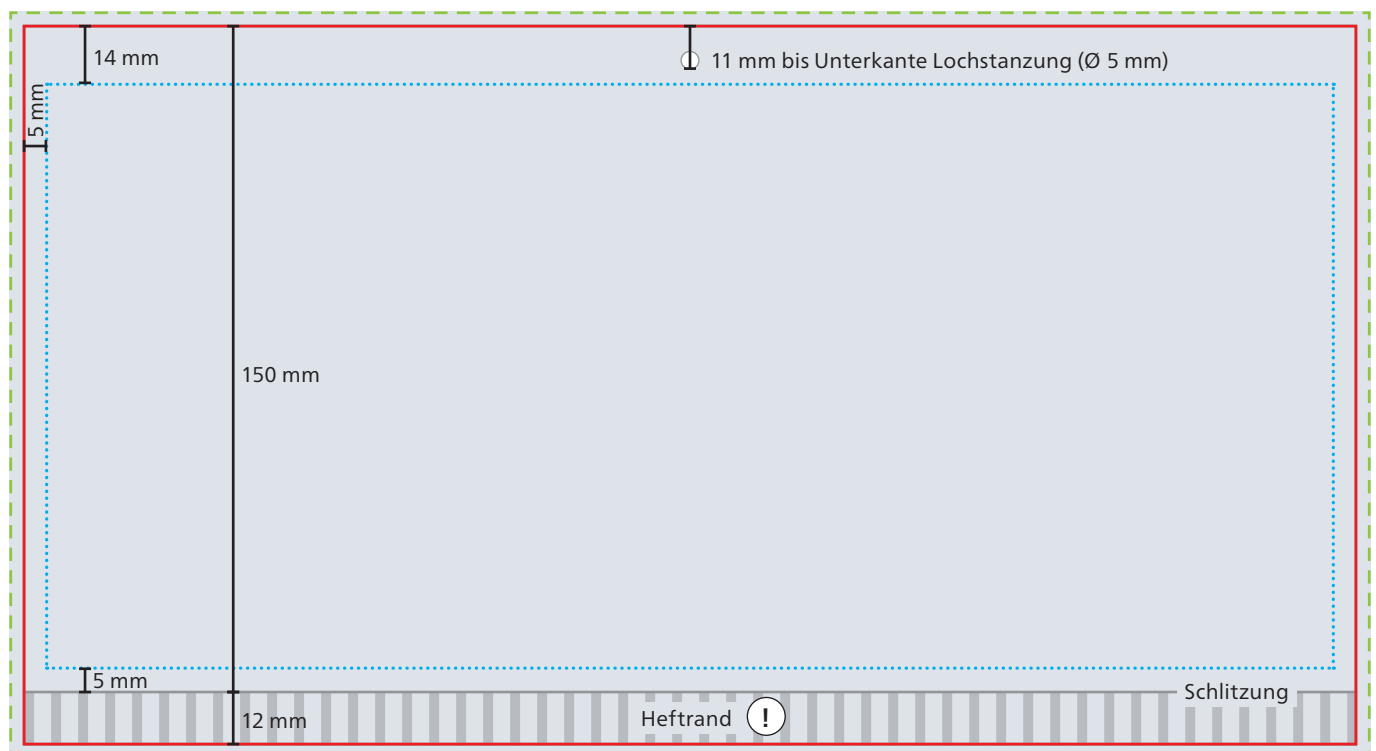 14 mm
11 mm bis Unterkante Lochstanzung (Ø 5 mm)
5 mm
150 mm
5 mm
Schlitzung
12 mm
Heftrand
!